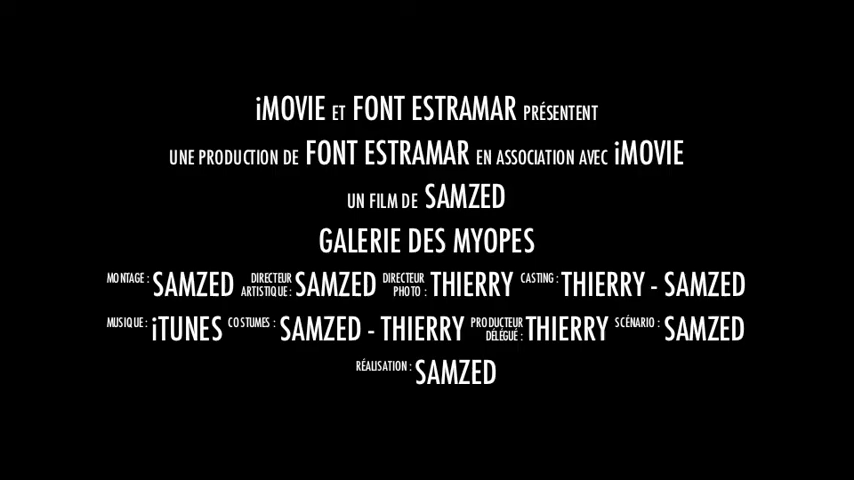 iMOVIE ET FONT ESTRAMAR PRÉSENTENT
UNE PRODUCTION DE FONT ESTRAMAR EN ASSOCIATION AVEC iMOVIE
UN FILM DE SAMZED
GALERIE DES MYOPES
MONTAGE : SAMZED DIRECTEUR ARTISTIQUE : SAMZED DIRECTEUR PHOTO : THIERRY CASTING : THIERRY - SAMZED
MUSIQUE : iTUNES COSTUMES : SAMZED - THIERRY PRODUCTEUR DÉLÉGUÉ : THIERRY SCÉNARIO : SAMZED
RÉALISATION : SAMZED